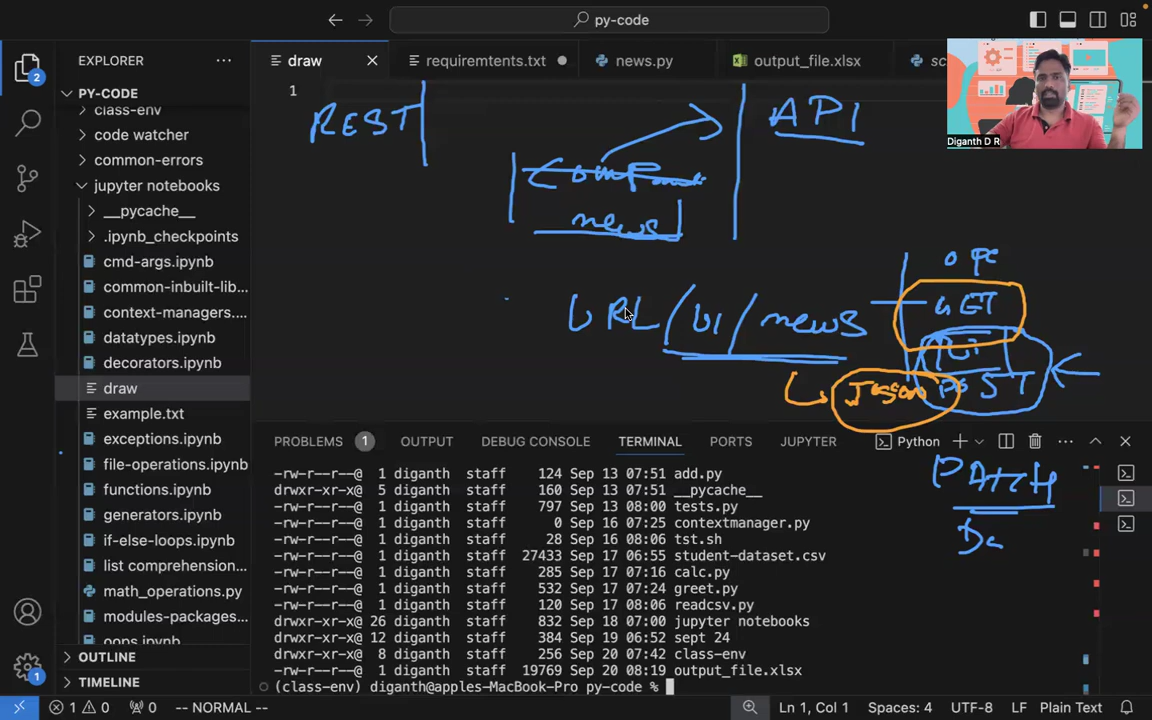 py-code
EXPLORER
draw
requiremtents.txt
news.py
output_file.xlsx
sc
2
PY-CODE
class-env
code watcher
common-errors
jupyter notebooks
__pycache__
.ipynb_checkpoints
cmd-args.ipynb
common-inbuilt-lib...
context-managers....
datatypes.ipynb
decorators.ipynb
draw
example.txt
exceptions.ipynb
file-operations.ipynb
functions.ipynb
generators.ipynb
if-else-loops.ipynb
list comprehension...
math_operations.py
modules-packages...
oops.ipynb
OUTLINE
TIMELINE
1
1
REST
API
news
URL/v1/news
GET
POST
Json
PATCH
De
Diganth D R
PROBLEMS 1
OUTPUT
DEBUG CONSOLE
TERMINAL
PORTS
JUPYTER
Python
-rw-r--r--@ 1 diganth staff 124 Sep 13 07:51 add.py
drwxr-xr-x@ 5 diganth staff 160 Sep 13 07:51 __pycache__
-rw-r--r--@ 1 diganth staff 797 Sep 13 08:00 tests.py
-rw-r--r--@ 1 diganth staff 0 Sep 16 07:25 contextmanager.py
-rw-r--r--@ 1 diganth staff 28 Sep 16 08:06 tst.sh
-rw-r--r--@ 1 diganth staff 27433 Sep 17 06:55 student-dataset.csv
-rw-r--r--@ 1 diganth staff 285 Sep 17 07:16 calc.py
-rw-r--r--@ 1 diganth staff 532 Sep 17 07:24 greet.py
-rw-r--r--@ 1 diganth staff 120 Sep 17 08:06 readcsv.py
drwxr-xr-x@ 26 diganth staff 832 Sep 18 07:00 jupyter notebooks
drwxr-xr-x@ 12 diganth staff 384 Sep 19 06:52 sept 24
drwxr-xr-x@ 8 diganth staff 256 Sep 20 07:42 class-env
-rw-r--r--@ 1 diganth staff 19769 Sep 20 08:19 output_file.xlsx
(class-env) diganth@apples-MacBook-Pro py-code %
1 0
0
-- NORMAL --
Ln 1, Col 1
Spaces: 4
UTF-8
LF
Plain Text